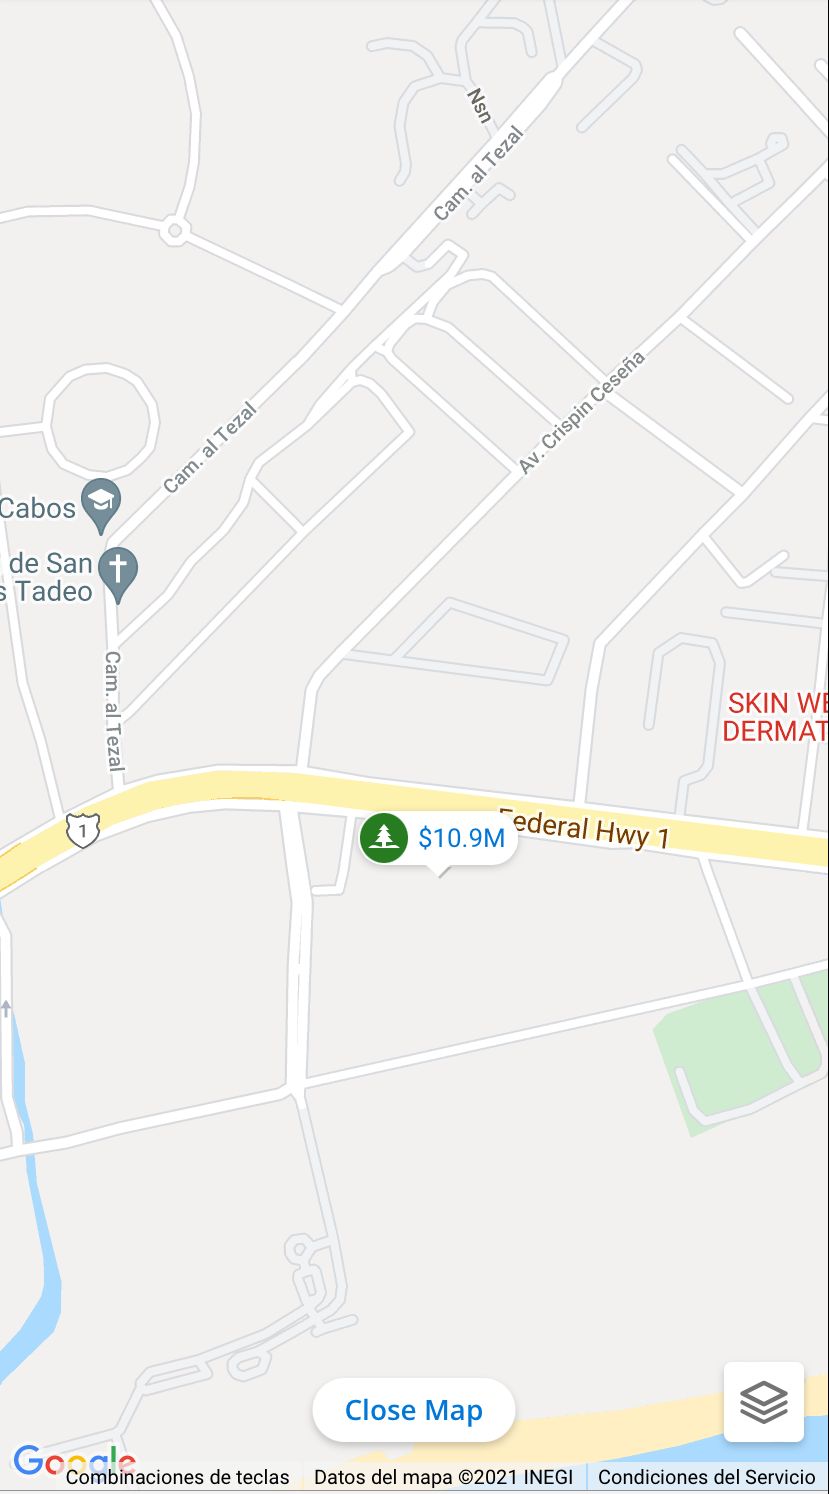 Nsn
Cam. al Tezal
Av. Crispin Ceseña
Cam. al Tezal
Cabos
de San
s Tadeo
Cam. al Tezal
SKIN WE
DERMAT
1
$10.9M
Federal Hwy 1
Close Map
Google
Combinaciones de teclas
Datos del mapa ©2021 INEGI
Condiciones del Servicio